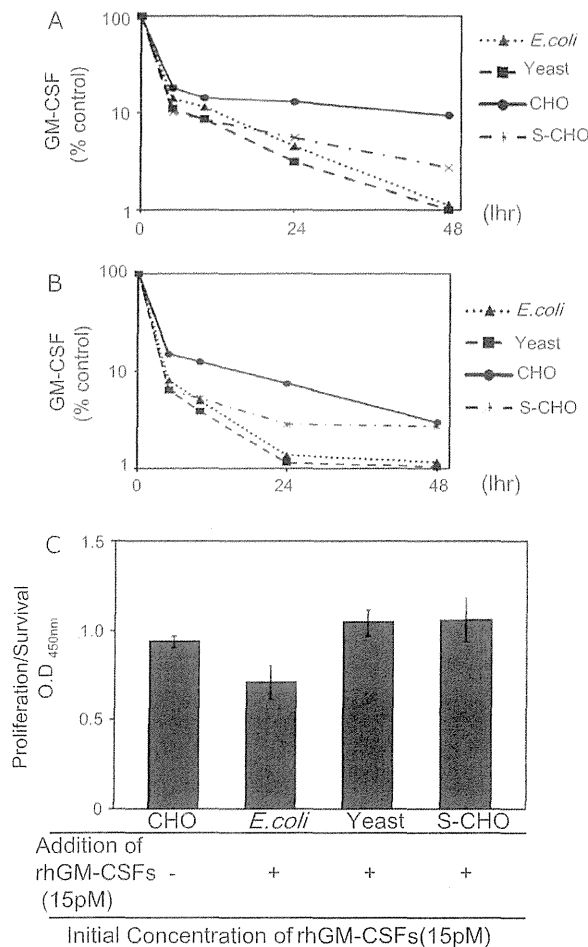 A
100
10
1
GM-CSF
(% control)
0
24
48
(Ihr)
E.coli
Yeast
CHO
S-CHO
B
100
10
1
GM-CSF
(% control)
0
24
48
(Ihr)
E.coli
Yeast
CHO
S-CHO
C
1.5
1.0
0.5
0
Proliferation/Survival
O.D 450nm
CHO E.coli Yeast S-CHO
Addition of
rhGM-CSFs - + + +
(15pM)
Initial Concentration of rhGM-CSFs(15pM)